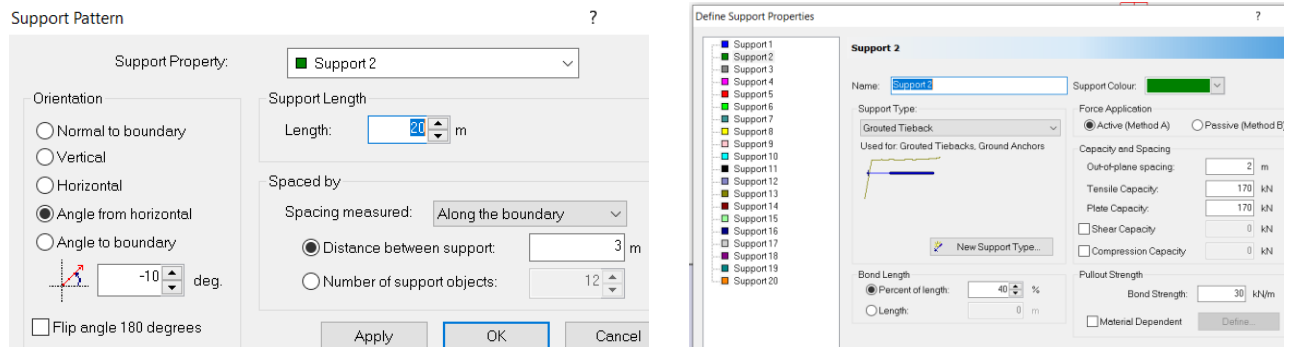 Support Pattern
?
Support Property:
Support 2
Orientation
Normal to boundary
Vertical
Horizontal
Angle from horizontal
Angle to boundary
-10
deg.
Flip angle 180 degrees
Support Length
Length:
20
m
Spaced by
Spacing measured:
Along the boundary
Distance between support:
3
m
Number of support objects:
12
Apply
OK
Cancel
Define Support Properties
?
Support 1
Support 2
Support 3
Support 4
Support 5
Support 6
Support 7
Support 8
Support 9
Support 10
Support 11
Support 12
Support 13
Support 14
Support 15
Support 16
Support 17
Support 18
Support 19
Support 20
Support 2
Name:
Support 2
Support Colour:
Support Type:
Grouted Tieback
Used for: Grouted Tiebacks, Ground Anchors
New Support Type...
Force Application
Active (Method A)
Passive (Method B)
Capacity and Spacing
Out-of-plane spacing:
2
m
Tensile Capacity:
170
kN
Plate Capacity:
170
kN
Shear Capacity
0
kN
Compression Capacity
0
kN
Bond Length
Percent of length:
40
%
Length:
0
m
Pullout Strength
Bond Strength:
30
kN/m
Material Dependent
Define...